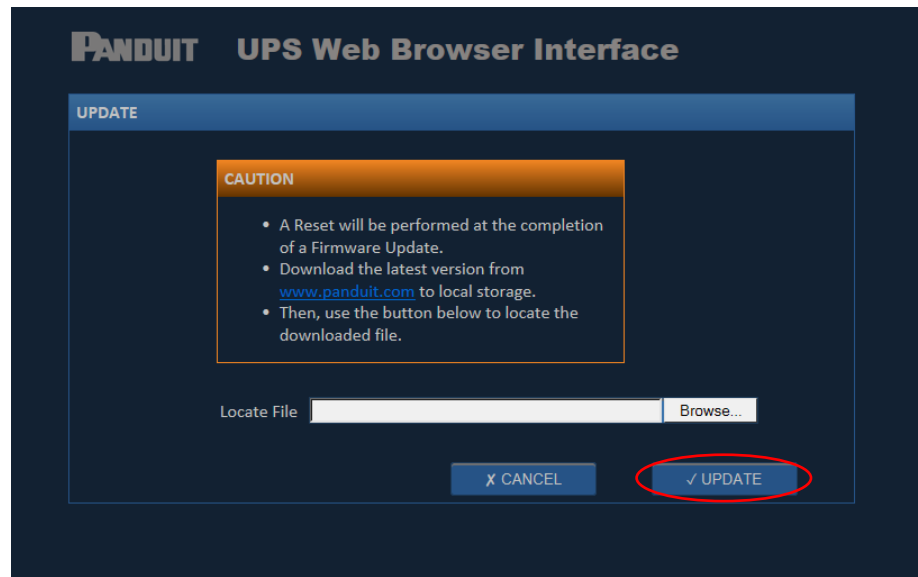 PANDUIT UPS Web Browser Interface
UPDATE
CAUTION
• A Reset will be performed at the completion
of a Firmware Update.
• Download the latest version from
www.panduit.com to local storage.
• Then, use the button below to locate the
downloaded file.
Locate File Browse...
✗ CANCEL ✓ UPDATE